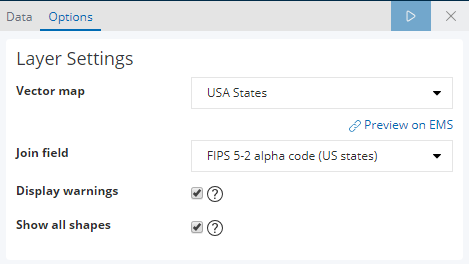 Data Options
Layer Settings
Vector map USA States
Preview on EMS
Join field FIPS 5-2 alpha code (US states)
Display warnings ?
Show all shapes ?